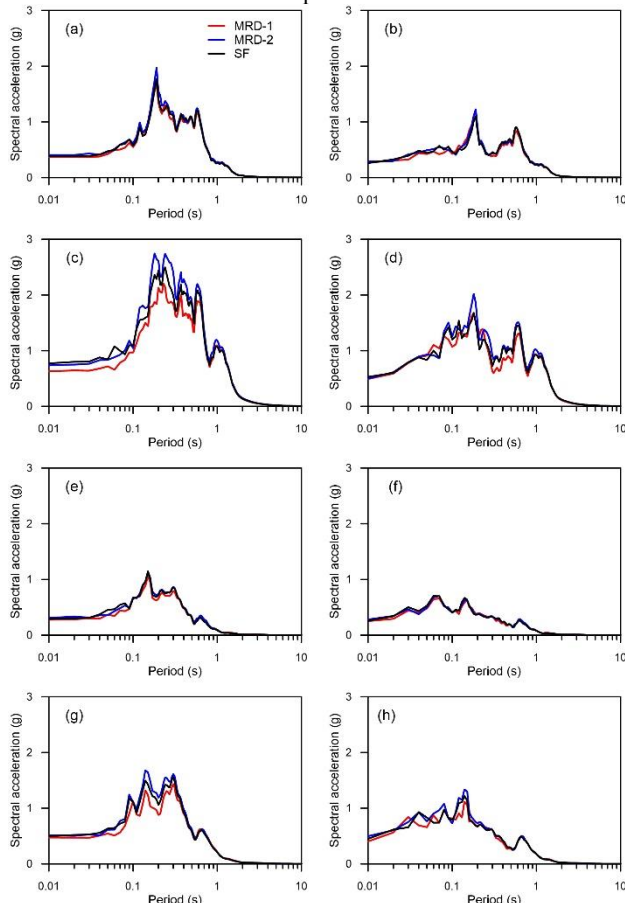 (a)
MRD-1
MRD-2
SF
Spectral acceleration (g)
3
2
1
0
0.01 0.1 1 10
Period (s)
(b)
Spectral acceleration (g)
3
2
1
0
0.01 0.1 1 10
Period (s)
(c)
Spectral acceleration (g)
3
2
1
0
0.01 0.1 1 10
Period (s)
(d)
Spectral acceleration (g)
3
2
1
0
0.01 0.1 1 10
Period (s)
(e)
Spectral acceleration (g)
3
2
1
0
0.01 0.1 1 10
Period (s)
(f)
Spectral acceleration (g)
3
2
1
0
0.01 0.1 1 10
Period (s)
(g)
Spectral acceleration (g)
3
2
1
0
0.01 0.1 1 10
Period (s)
(h)
Spectral acceleration (g)
3
2
1
0
0.01 0.1 1 10
Period (s)